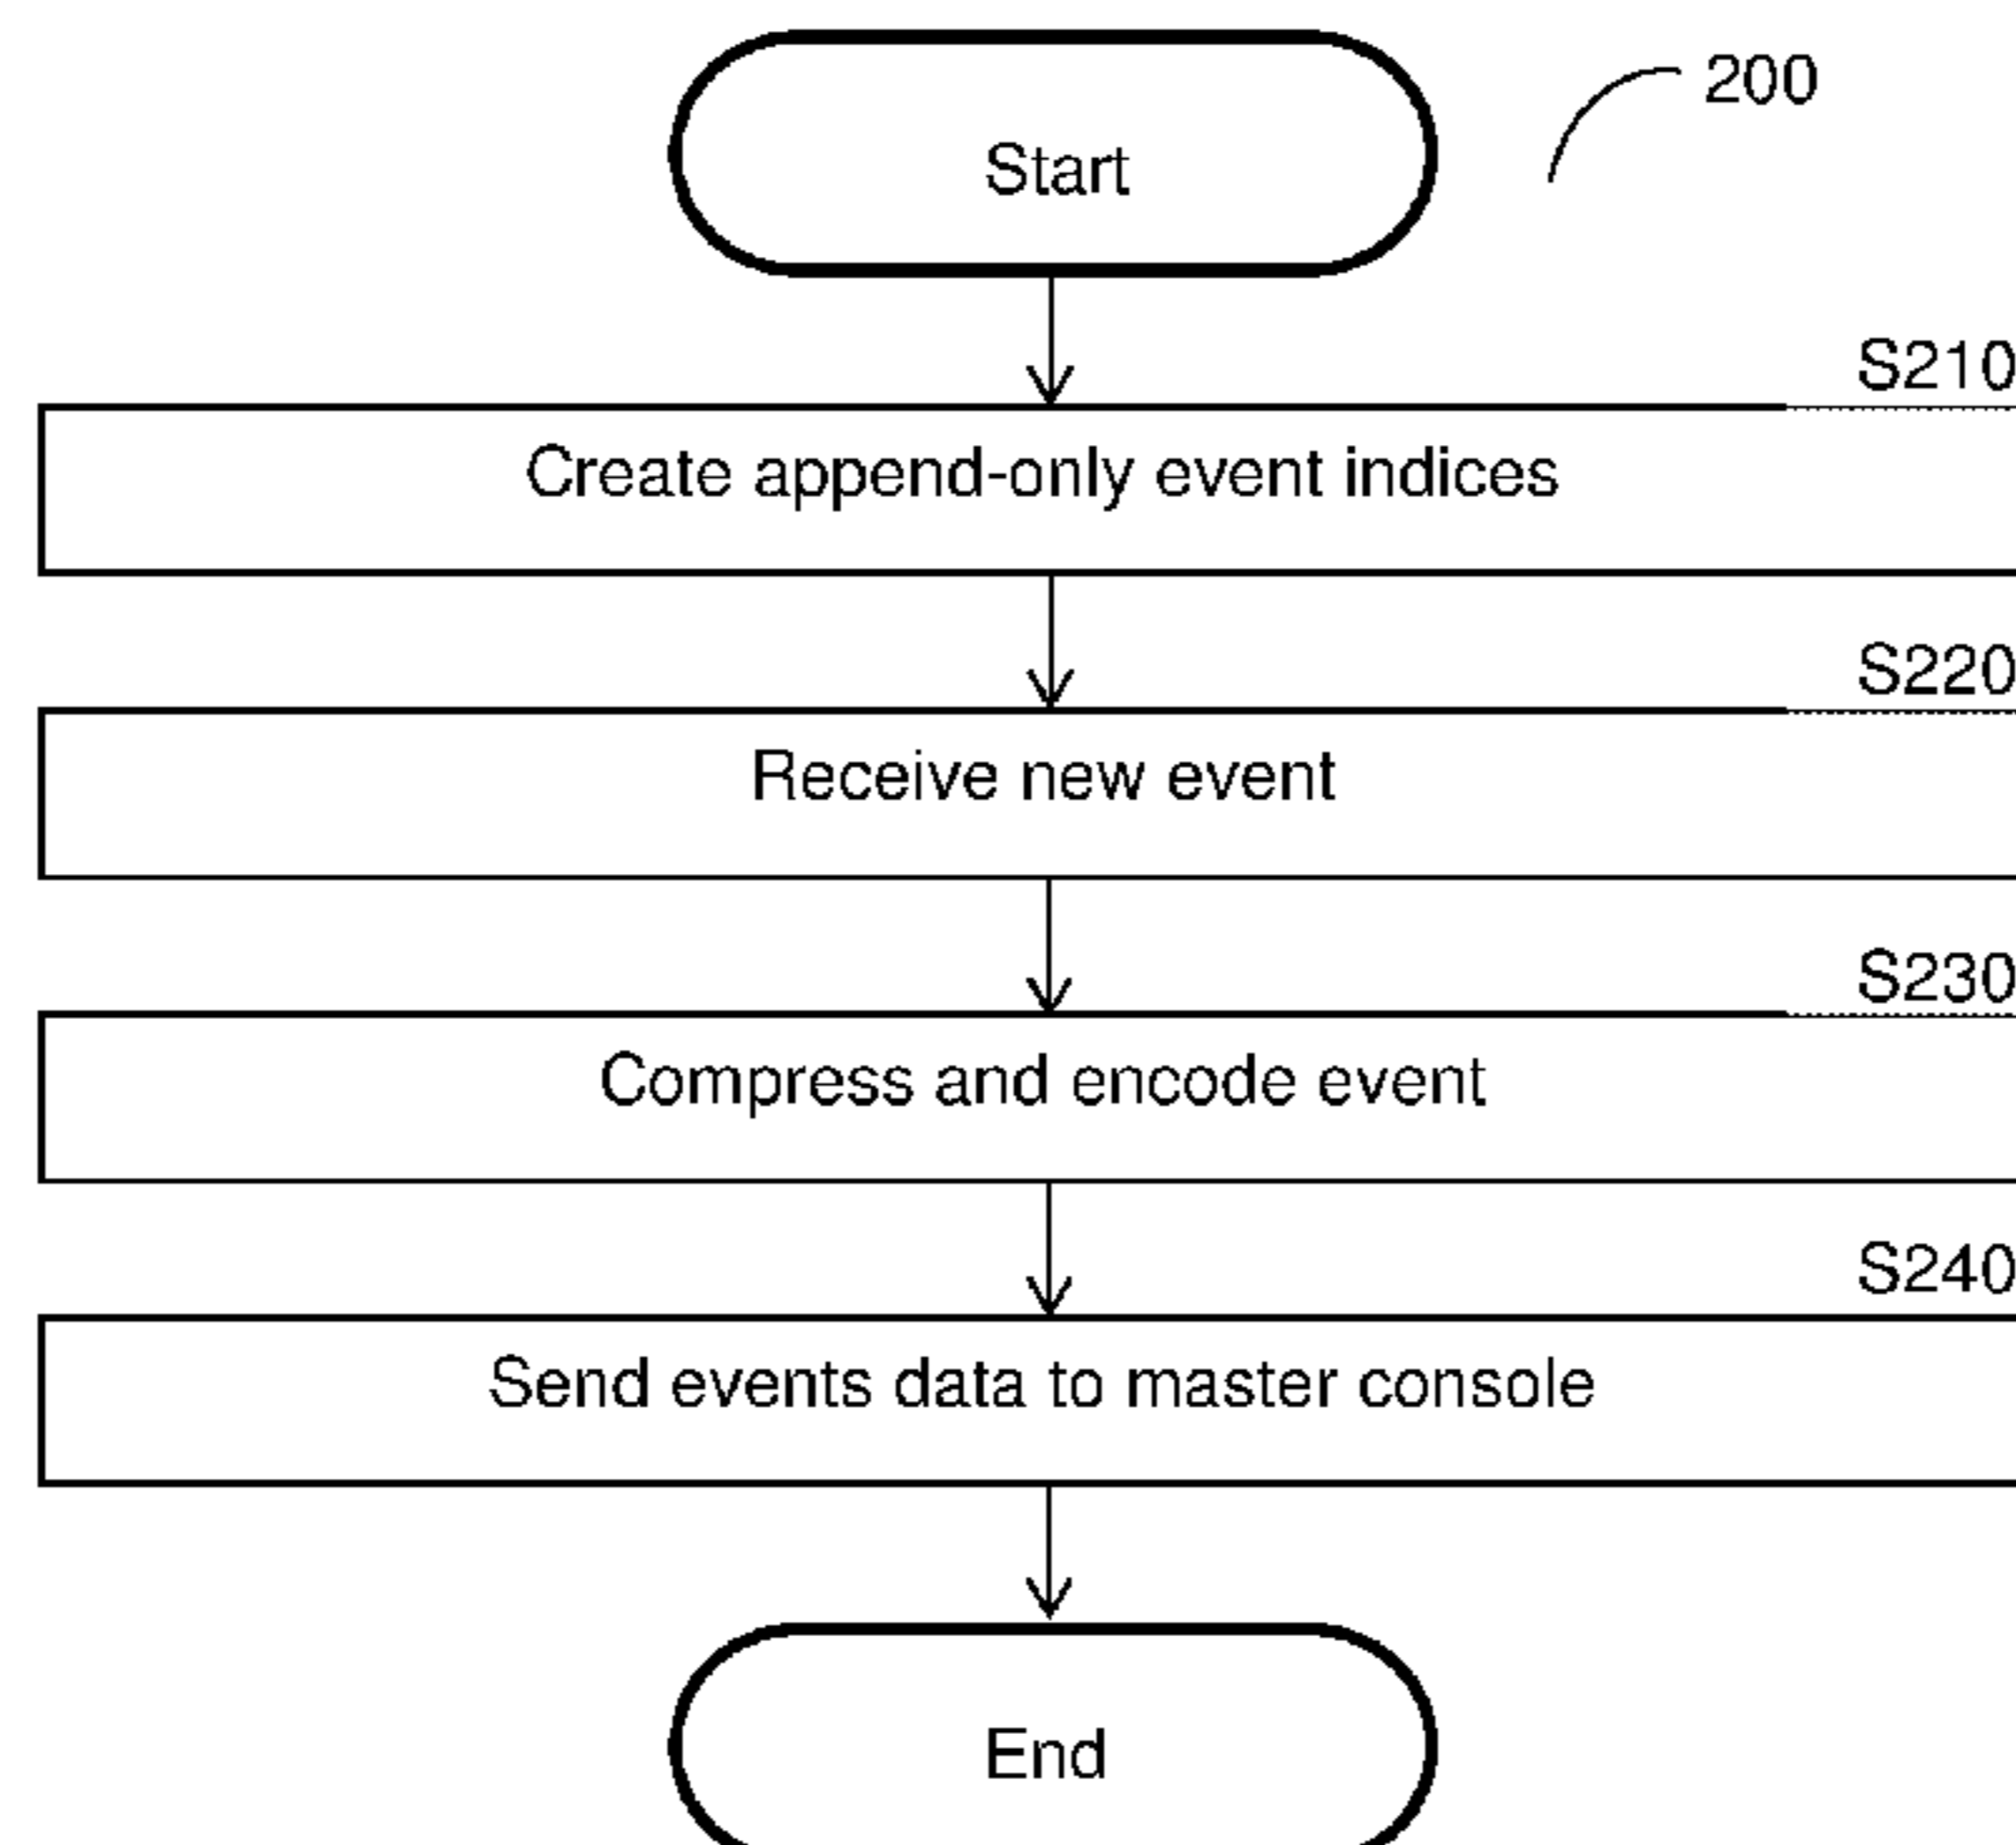 Start
200
S210
Create append-only event indices
S220
Receive new event
S230
Compress and encode event
S240
Send events data to master console
End